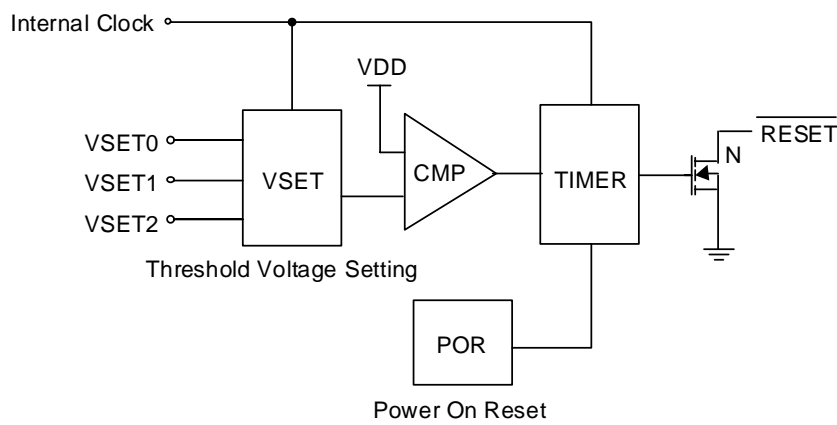 Internal Clock
VDD
VSET0
VSET1
VSET2
VSET
CMP
TIMER
N
RESET
Threshold Voltage Setting
POR
Power On Reset